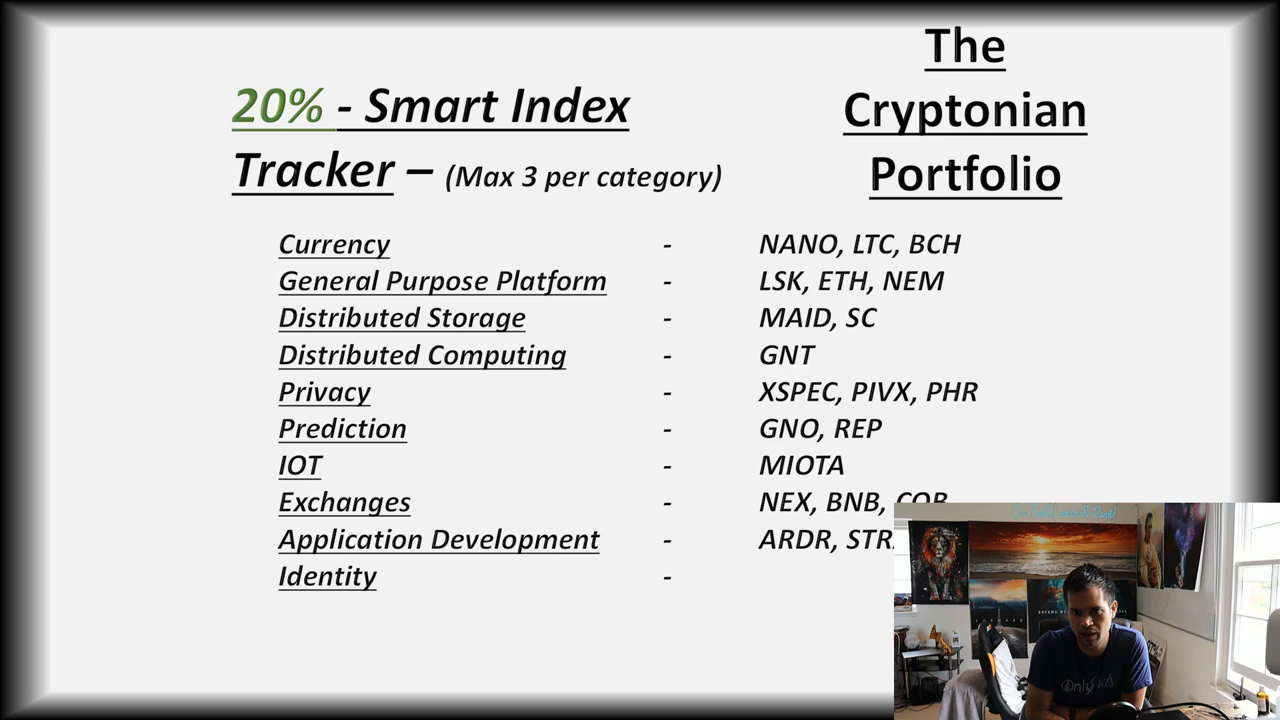 The
Cryptonian
Portfolio
20% - Smart Index
Tracker – (Max 3 per category)
Currency - NANO, LTC, BCH
General Purpose Platform - LSK, ETH, NEM
Distributed Storage - MAID, SC
Distributed Computing - GNT
Privacy - XSPEC, PIVX, PHR
Prediction - GNO, REP
IOT - MIOTA
Exchanges - NEX, BNB,
Application Development - ARDR,
Identity -